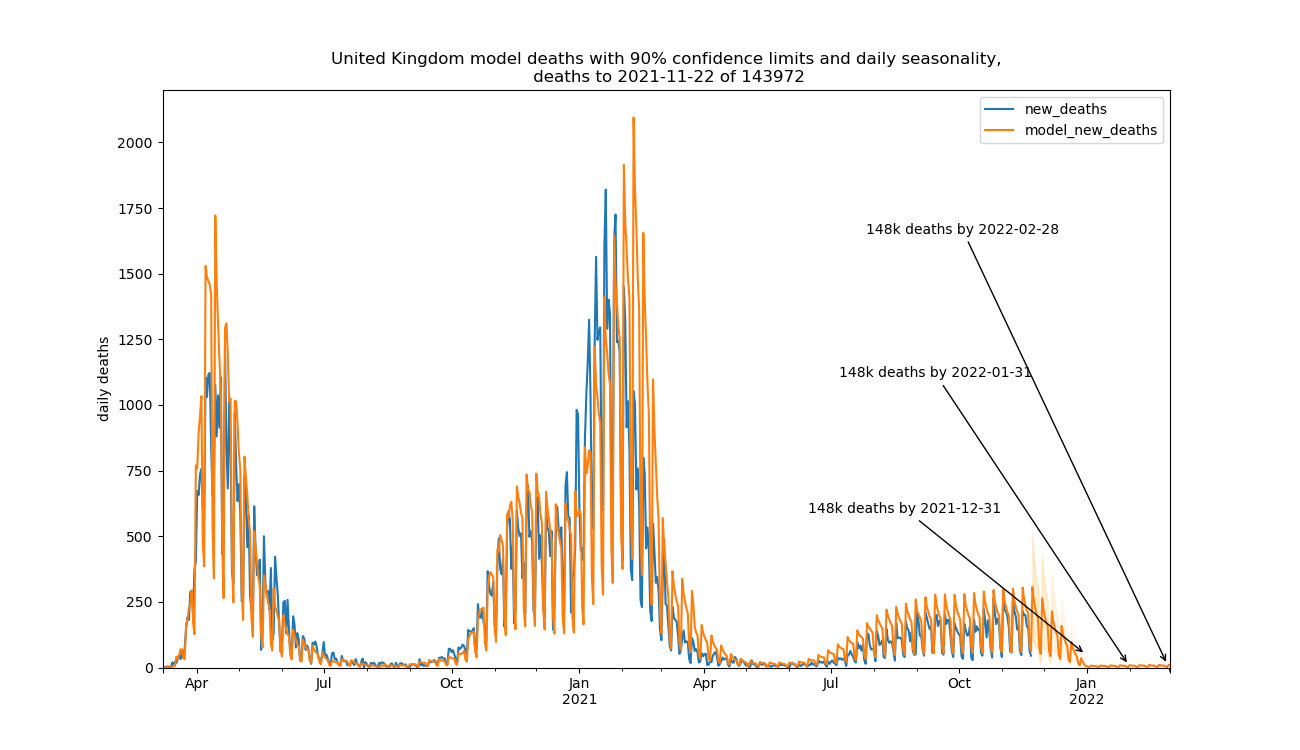 United Kingdom model deaths with 90% confidence limits and daily seasonality,
deaths to 2021-11-22 of 143972
new_deaths
model_new_deaths
2000
1750
1500
1250
1000
750
500
250
0
daily deaths
148k deaths by 2022-02-28
148k deaths by 2022-01-31
148k deaths by 2021-12-31
Apr
Jul
Oct
Jan
2021
Apr
Jul
Oct
Jan
2022